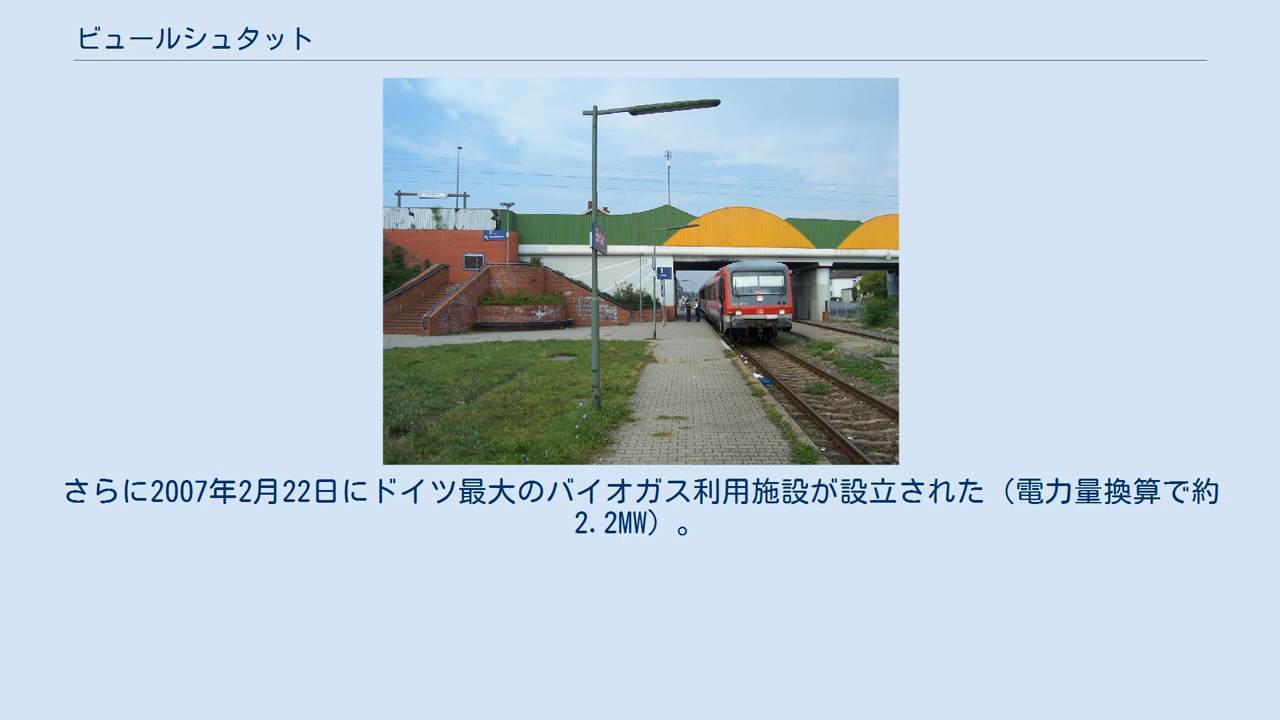 ビュールシュタット
さらに2007年2月22日にドイツ最大のバイオガス利用施設が設立された（電力量換算で約
2.2MW）。